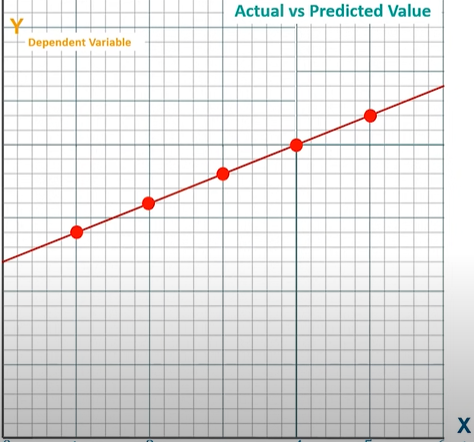 Actual vs Predicted Value
Y
Dependent Variable
X